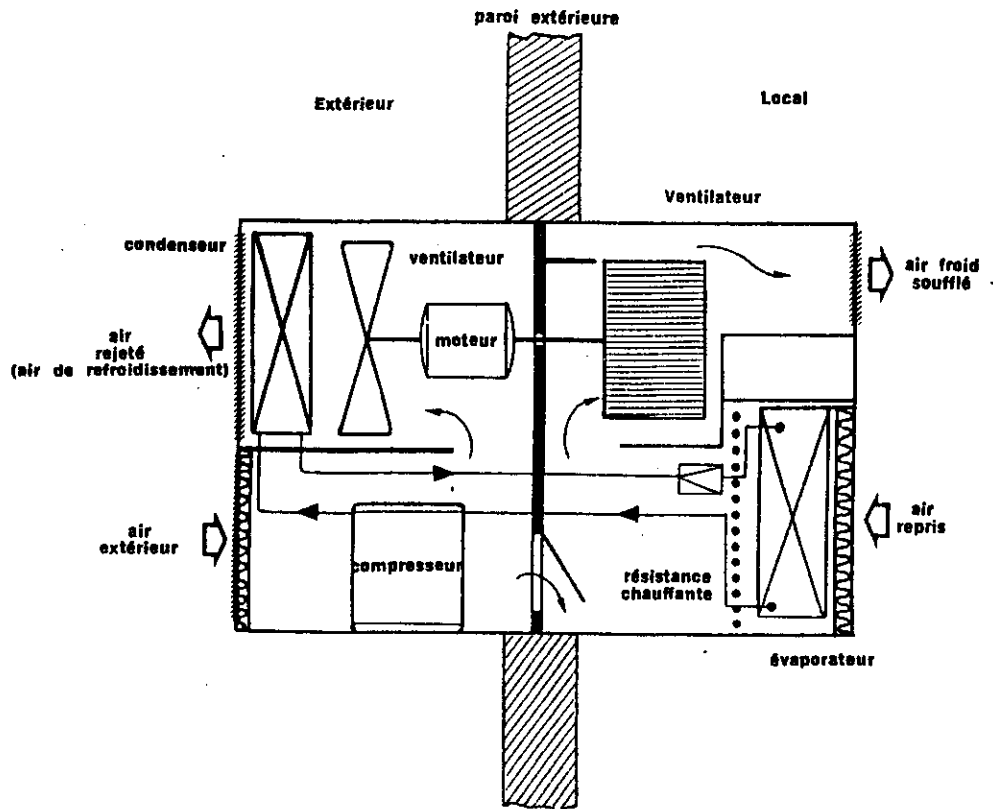 paroi extérieure
Extérieur
Local
Ventilateur
condenseur
ventilateur
air froid
soufflé
moteur
air
rejeté
(air de refroidissement)
air
extérieur
compresseur
résistance
chauffante
air
repris
évaporateur